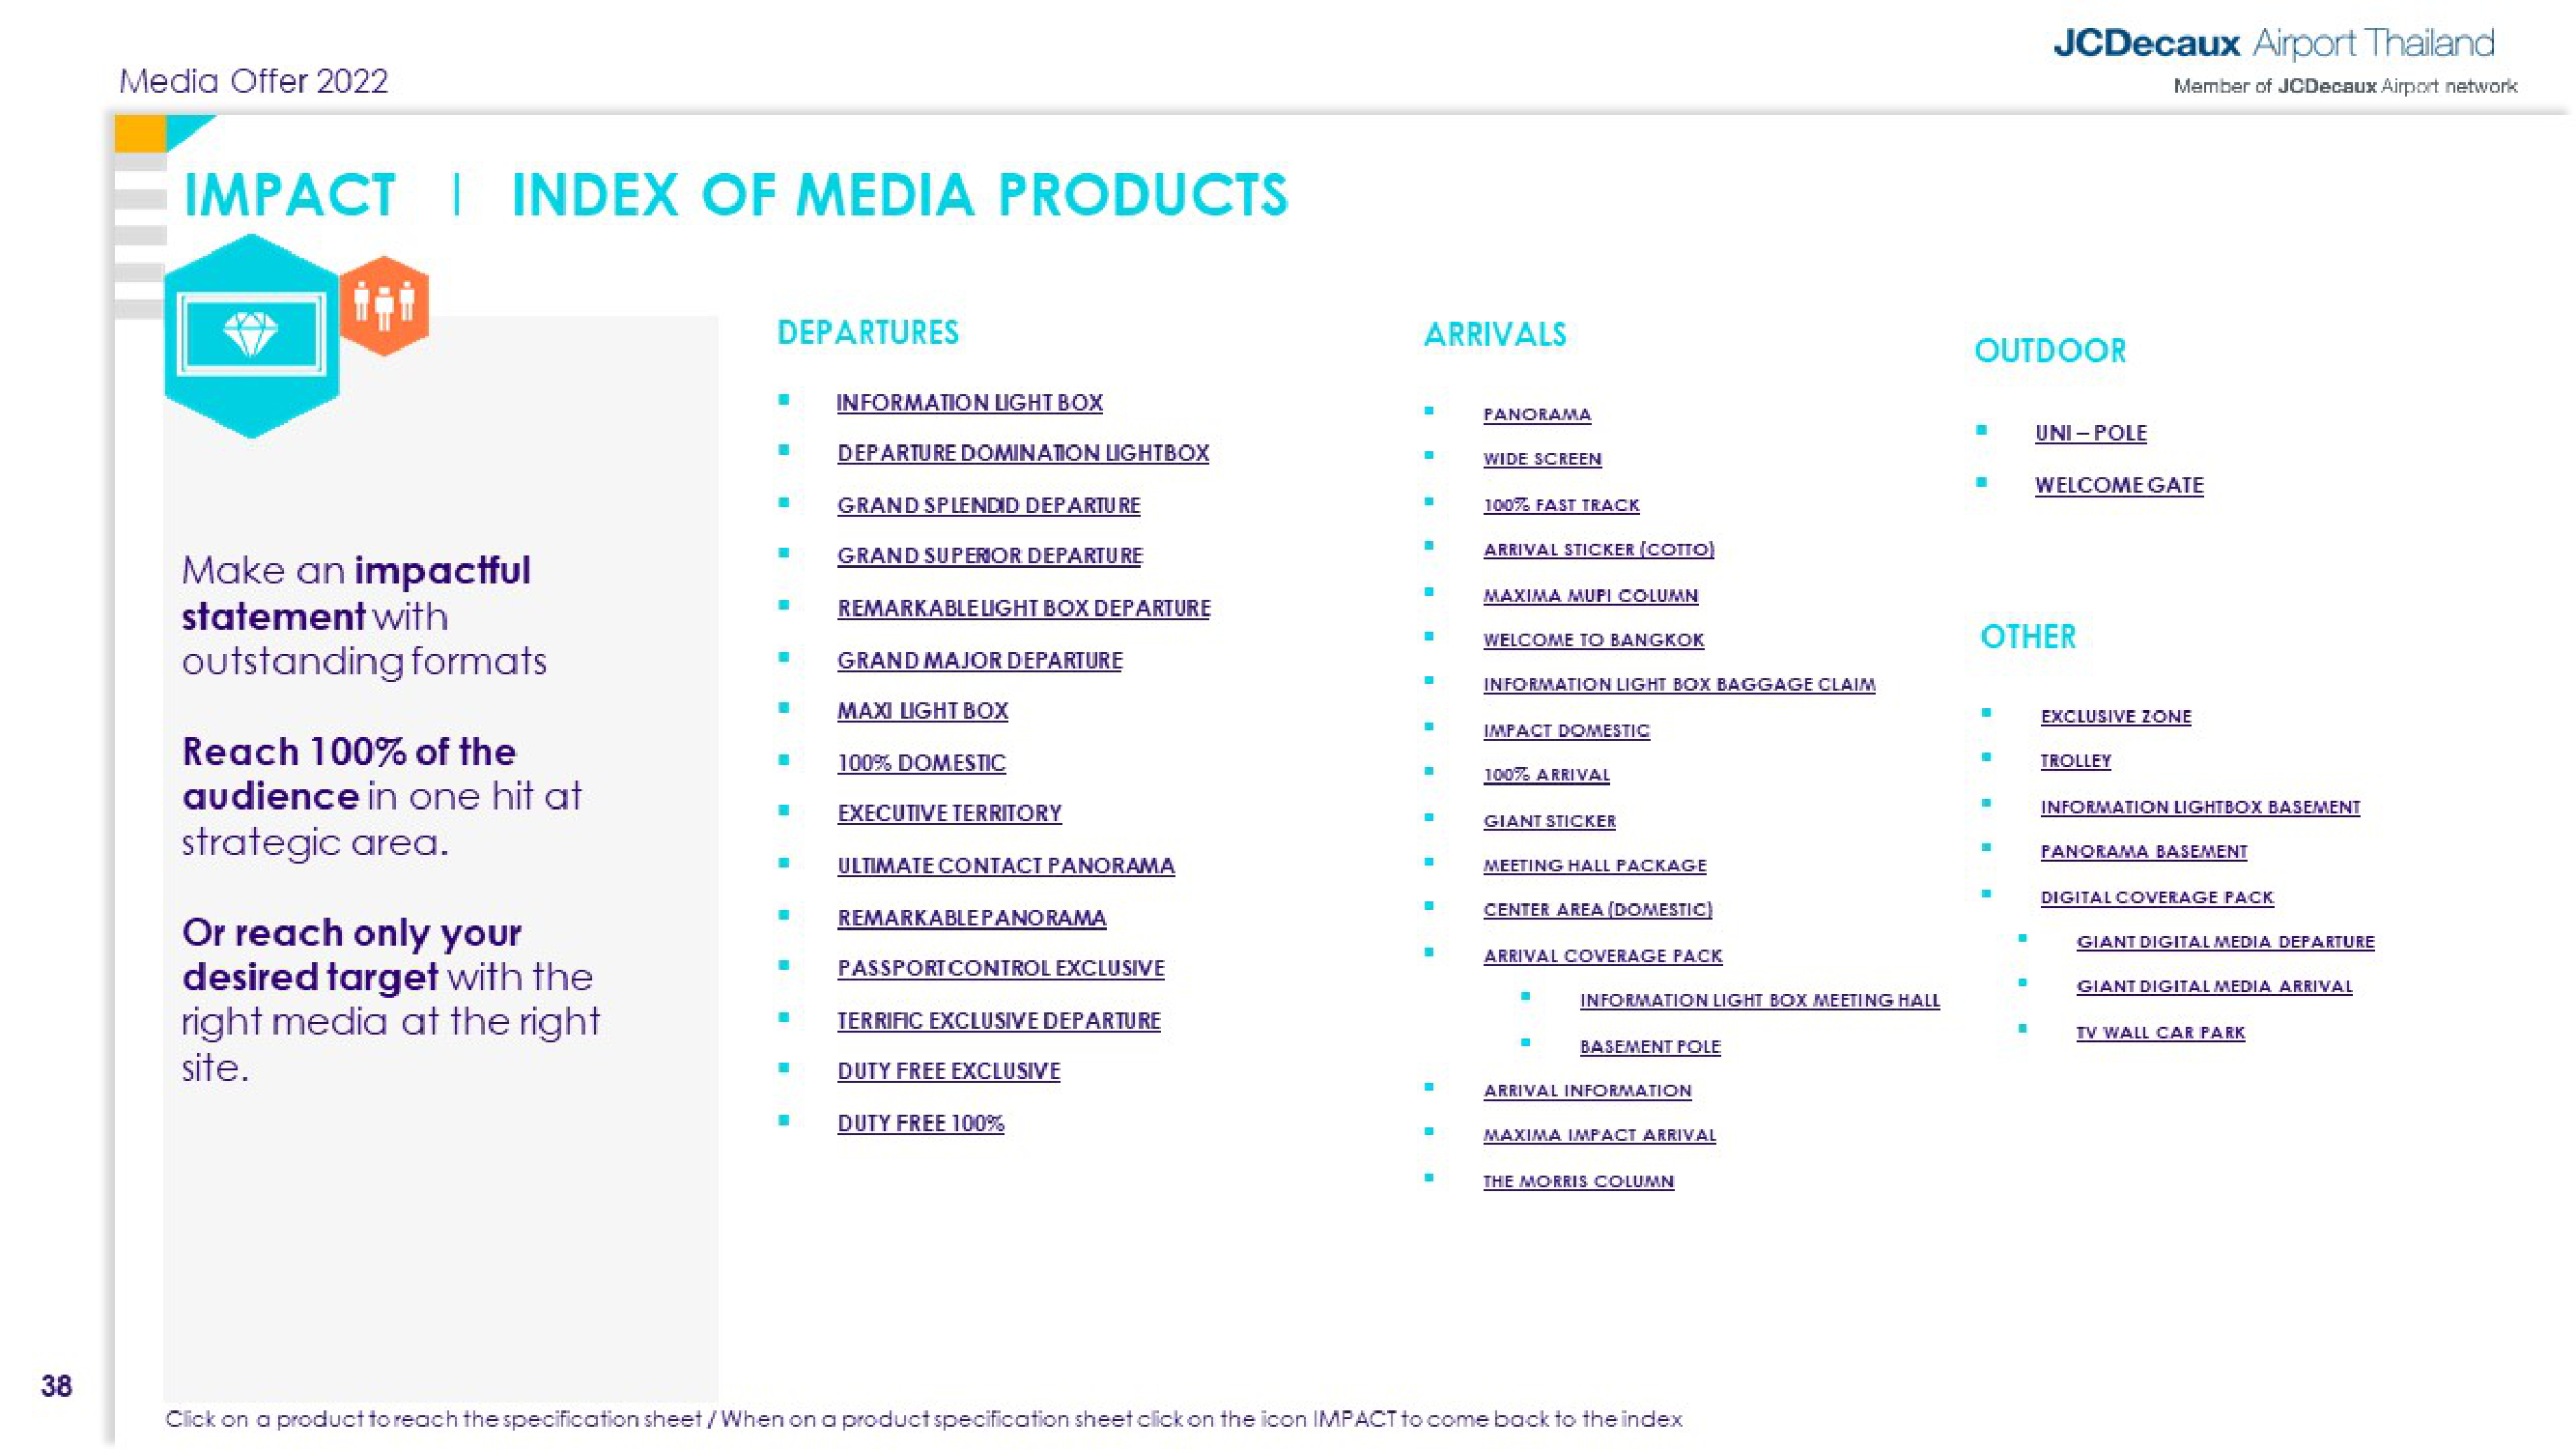 Media Offer 2022
JCDecaux Airport Thailand
Member of JCDecaux Airport network
IMPACT | INDEX OF MEDIA PRODUCTS
Make an impactful
statement with
outstanding formats
Reach 100% of the
audience in one hit at
strategic area.
Or reach only your
desired target with the
right media at the right
site.
DEPARTURES
INFORMATION LIGHT BOX
DEPARTURE DOMINATION LIGHTBOX
GRAND SPLENDID DEPARTURE
GRAND SUPERIOR DEPARTURE
REMARKABLE LIGHT BOX DEPARTURE
GRAND MAJOR DEPARTURE
MAXI LIGHT BOX
100% DOMESTIC
EXECUTIVE TERRITORY
ULTIMATE CONTACT PANORAMA
REMARKABLE PANORAMA
PASSPORT CONTROL EXCLUSIVE
TERRIFIC EXCLUSIVE DEPARTURE
DUTY FREE EXCLUSIVE
DUTY FREE 100%
ARRIVALS
PANORAMA
WIDE SCREEN
100% FAST TRACK
ARRIVAL STICKER (COTTO)
MAXIMA MUPI COLUMN
WELCOME TO BANGKOK
INFORMATION LIGHT BOX BAGGAGE CLAIM
IMPACT DOMESTIC
100% ARRIVAL
GIANT STICKER
MEETING HALL PACKAGE
CENTER AREA (DOMESTIC)
ARRIVAL COVERAGE PACK
INFORMATION LIGHT BOX MEETING HALL
BASEMENT POLE
ARRIVAL INFORMATION
MAXIMA IMPACT ARRIVAL
THE MORRIS COLUMN
OUTDOOR
UNI – POLE
WELCOME GATE
OTHER
EXCLUSIVE ZONE
TROLLEY
INFORMATION LIGHTBOX BASEMENT
PANORAMA BASEMENT
DIGITAL COVERAGE PACK
GIANT DIGITAL MEDIA DEPARTURE
GIANT DIGITAL MEDIA ARRIVAL
TV WALL CAR PARK
38
Click on a product to reach the specification sheet / When on a product specification sheet click on the icon IMPACT to come back to the index